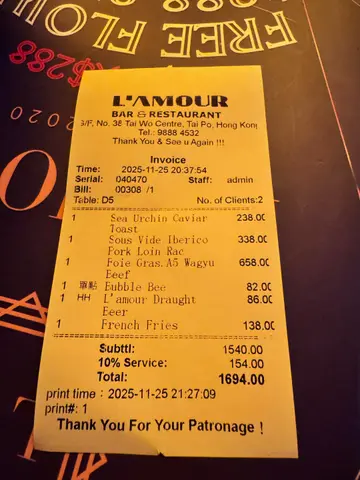 FREE FLOU
$288
2020
L'AMOUR
BAR & RESTAURANT
G/F, No. 38 Tai Wo Centre, Tai Po, Hong Kong
Tel.: 9888 4532
Thank You & See u Again !!!
Invoice
Time: 2025-11-25 20:37:54
Serial: 040470 Staff: admin
Bill: 00308 /1
Table: D5 No. of Clients:2
1 Sea Urchin Caviar 238.00
Toast
1 Sous Vide Iberico 338.00
Pork Loin Rac
1 Foie Gras.A5 Wagyu 658.00
Beef
1 單點 Bubble Bee 82.00
1 HH L'amour Draught 86.00
Beer
1 French Fries 138.00
Subttl: 1540.00
10% Service: 154.00
Total: 1694.00
print time : 2025-11-25 21:27:09
print#: 1
Thank You For Your Patronage !